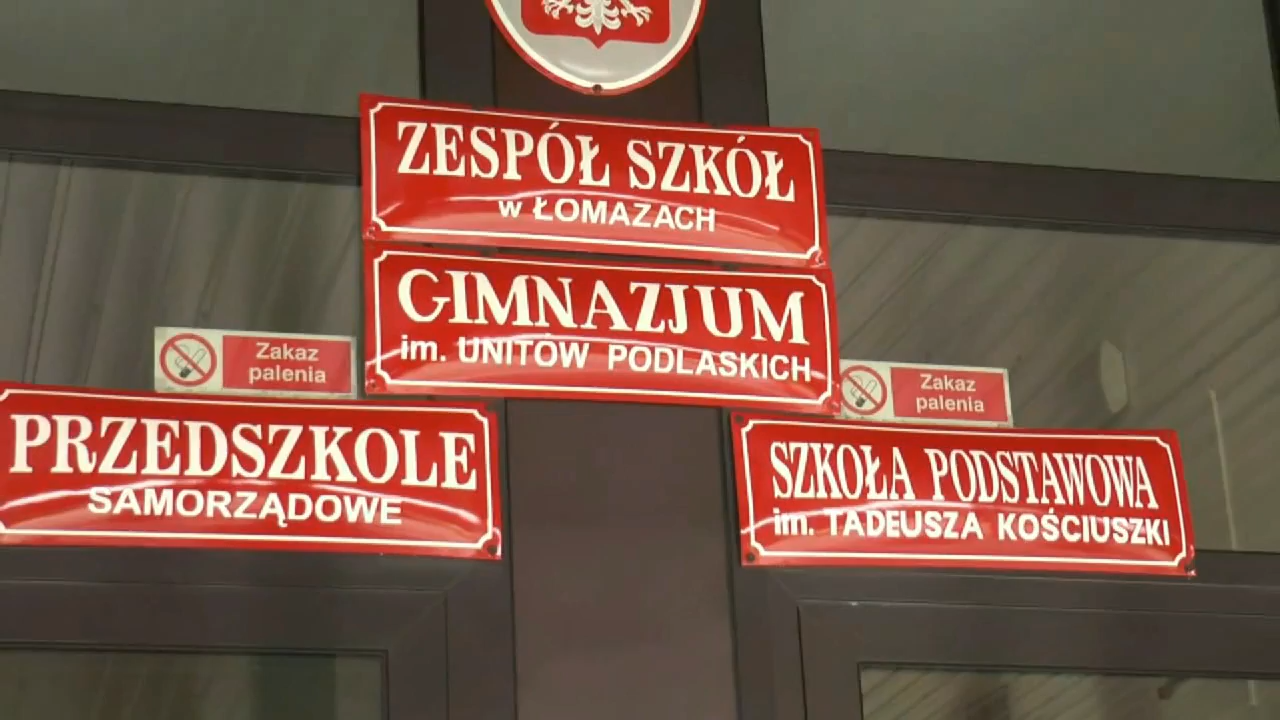 ZESPÓŁ SZKÓŁ
w ŁOMAZACH
GIMNAZJUM
im. UNITÓW PODLASKICH
Zakaz
palenia
Zakaz
palenia
PRZEDSZKOLE
SAMORZĄDOWE
SZKOŁA PODSTAWOWA
im. TADEUSZA KOŚCIUSZKI